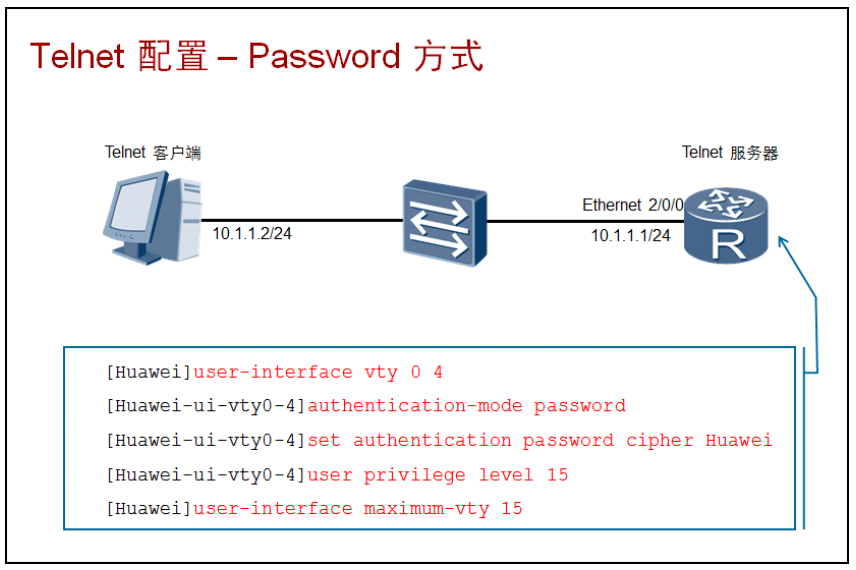 Telnet 配置 – Password 方式
Telnet 客户端
Telnet 服务器
Ethernet 2/0/0
10.1.1.2/24
10.1.1.1/24
R
[Huawei]user-interface vty 0 4
[Huawei-ui-vty0-4]authentication-mode password
[Huawei-ui-vty0-4]set authentication password cipher Huawei
[Huawei-ui-vty0-4]user privilege level 15
[Huawei-ui-vty0-4]user-interface maximum-vty 15